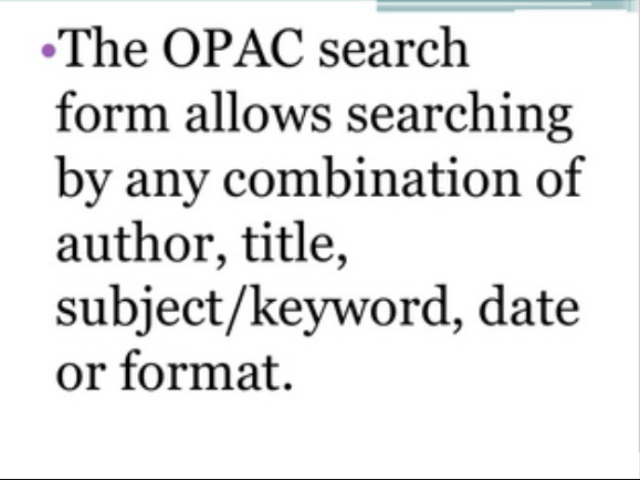 •The OPAC search
form allows searching
by any combination of
author, title,
subject/keyword, date
or format.